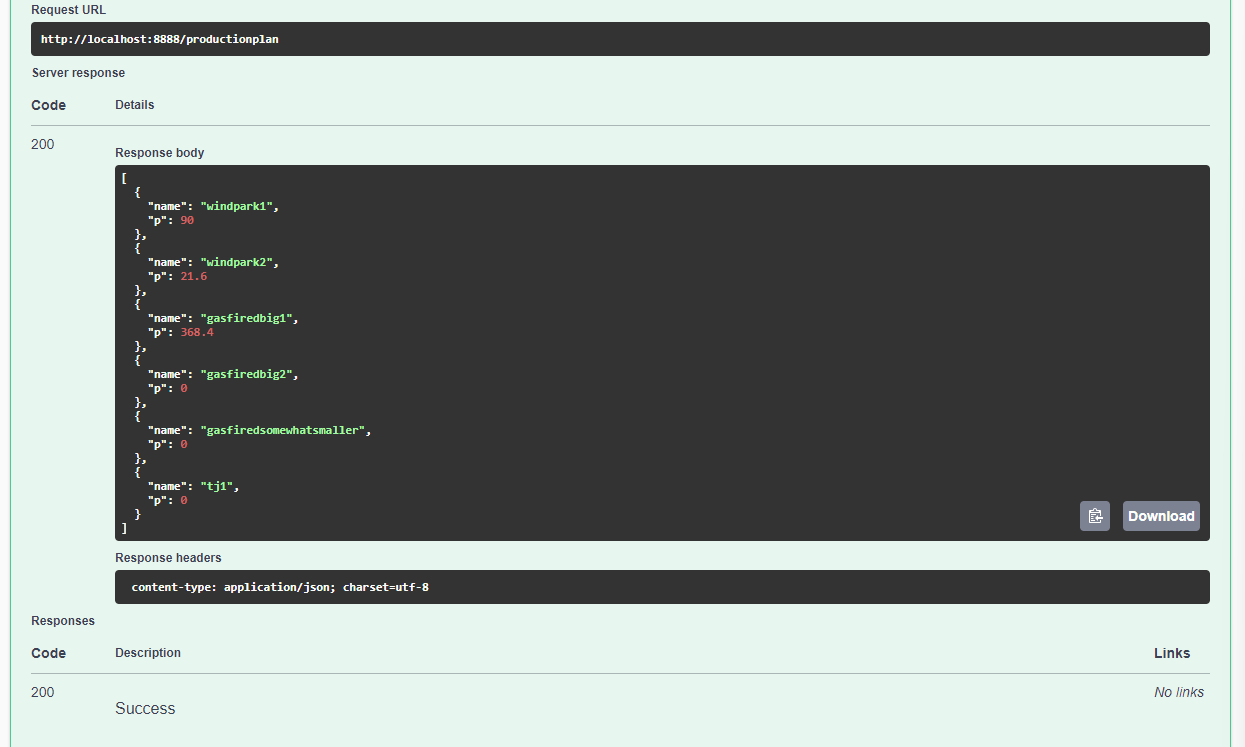 Request URL
http://localhost:8888/productionplan
Server response
Code Details
200
Response body
[
  {
    "name": "windpark1",
    "p": 90
  },
  {
    "name": "windpark2",
    "p": 21.6
  },
  {
    "name": "gasfiredbig1",
    "p": 368.4
  },
  {
    "name": "gasfiredbig2",
    "p": 0
  },
  {
    "name": "gasfiredsomewhatsmaller",
    "p": 0
  },
  {
    "name": "tj1",
    "p": 0
  }
]
Download
Response headers
content-type: application/json; charset=utf-8
Responses
Code Description Links
200 No links
Success